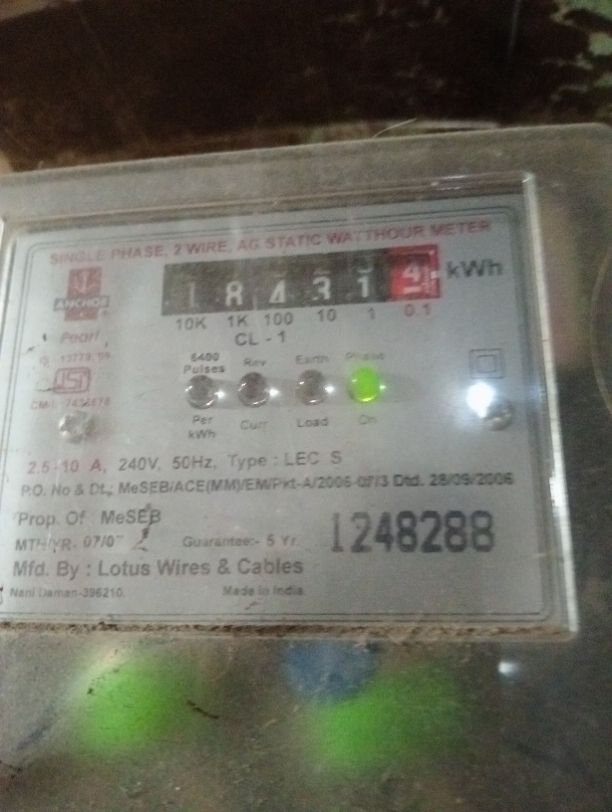 SINGLE PHASE, 2 WIRE, AC STATIC WATTHOUR METER
1 8 4 3 1 4 kWh
10K 1K 100 10 1 0.1
CL - 1
ANCHOR
Pearl
6400 Pulses Rev Earth Phase
Per kWh Curr Load On
2.5-10 A, 240V, 50Hz, Type : LEC S
P.O. No & Dt., MeSEB/ACE(MM)/EM/Pkt-A/2006-07/3 Dtd. 28/09/2006
Prop. Of : MeSEB
1248288
Guarantee:- 5 Yr.
Mfd. By : Lotus Wires & Cables
Nani Daman-396210. Made in India